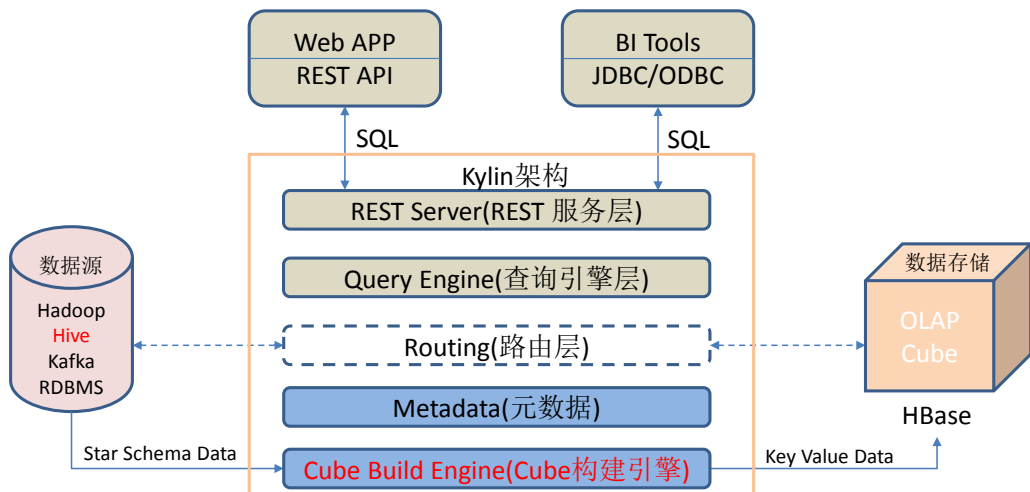 Web APP
REST API
BI Tools
JDBC/ODBC
SQL
SQL
Kylin架构
REST Server(REST 服务层)
Query Engine(查询引擎层)
Routing(路由层)
Metadata(元数据)
Cube Build Engine(Cube构建引擎)
数据源
Hadoop
Hive
Kafka
RDBMS
Star Schema Data
数据存储
OLAP
Cube
HBase
Key Value Data